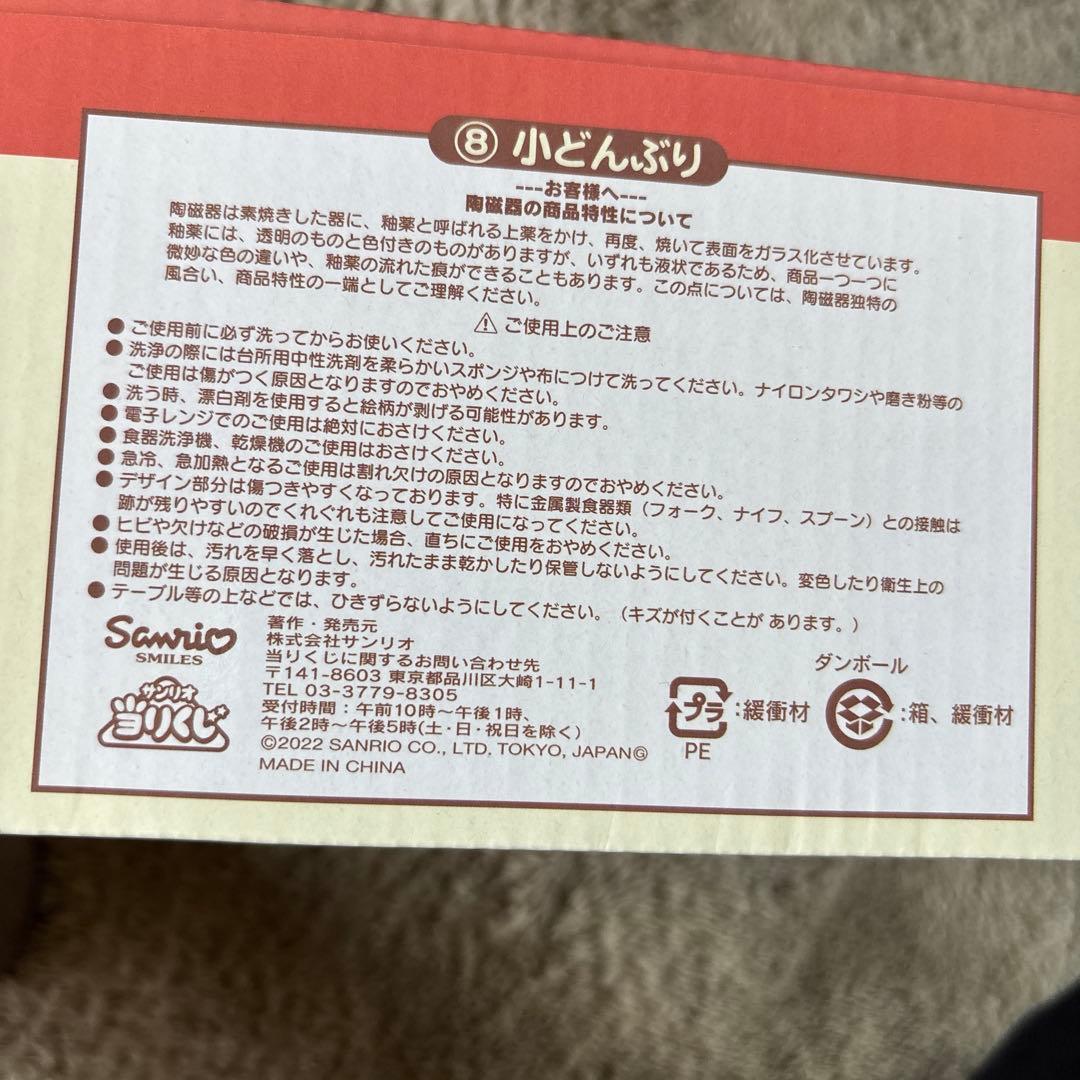 ⑧ 小どんぶり
---お客様へ---
陶磁器の商品特性について
陶磁器は素焼きした器に、釉薬と呼ばれる上薬をかけ、再度、焼いて表面をガラス化させています。
釉薬には、透明のものと色付きのものがありますが、いずれも液状であるため、商品一つ一つに
微妙な色の違いや、釉薬の流れた痕ができることもあります。この点については、陶磁器独特の
風合い、商品特性の一端としてご理解ください。
⚠ ご使用上のご注意
●ご使用前に必ず洗ってからお使いください。
●洗浄の際には台所用中性洗剤を柔らかいスポンジや布につけて洗ってください。ナイロンタワシや磨き粉等の
ご使用は傷がつく原因となりますのでおやめください。
●洗う時、漂白剤を使用すると絵柄が剥げる可能性があります。
●電子レンジでのご使用は絶対におさけください。
●食器洗浄機、乾燥機のご使用はおさけください。
●急冷、急加熱となるご使用は割れ欠けの原因となりますのでおやめください。
●デザイン部分は傷つきやすくなっております。特に金属製食器類（フォーク、ナイフ、スプーン）との接触は
跡が残りやすいのでくれぐれも注意してご使用になってください。
●ヒビや欠けなどの破損が生じた場合、直ちにご使用をおやめください。
●使用後は、汚れを早く落とし、汚れたまま乾かしたり保管しないようにしてください。変色したり衛生上の
問題が生じる原因となります。
●テーブル等の上などでは、ひきずらないようにしてください。（キズが付くことが あります。）
Sanrio
SMILES
サンリオ
当りくじ
著作・発売元
株式会社サンリオ
当りくじに関するお問い合わせ先
〒141-8603 東京都品川区大崎1-11-1
TEL 03-3779-8305
受付時間：午前10時〜午後1時、
午後2時〜午後5時(土・日・祝日を除く)
©2022 SANRIO CO., LTD. TOKYO, JAPANⒼ
MADE IN CHINA
プラ:緩衝材
PE
ダンボール
:箱、緩衝材